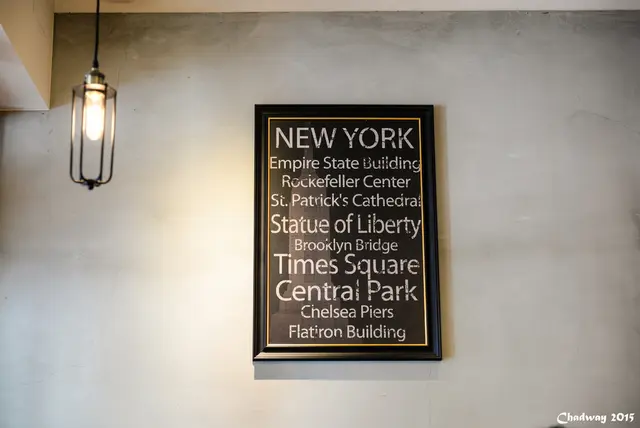 NEW YORK
Empire State Building
Rockefeller Center
St. Patrick's Cathedral
Statue of Liberty
Brooklyn Bridge
Times Square
Central Park
Chelsea Piers
Flatiron Building
Chadway 2015